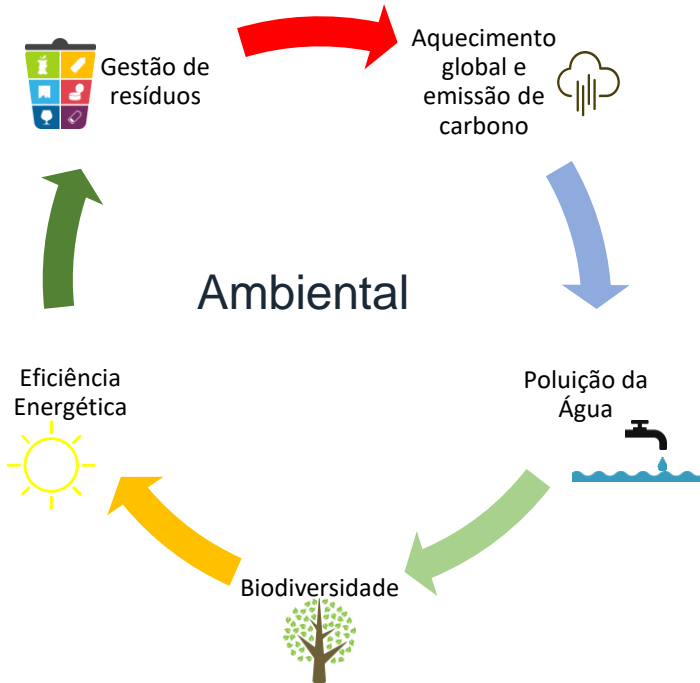 Gestão de
resíduos
Aquecimento
global e
emissão de
carbono
Ambiental
Eficiência
Energética
Poluição da
Água
Biodiversidade